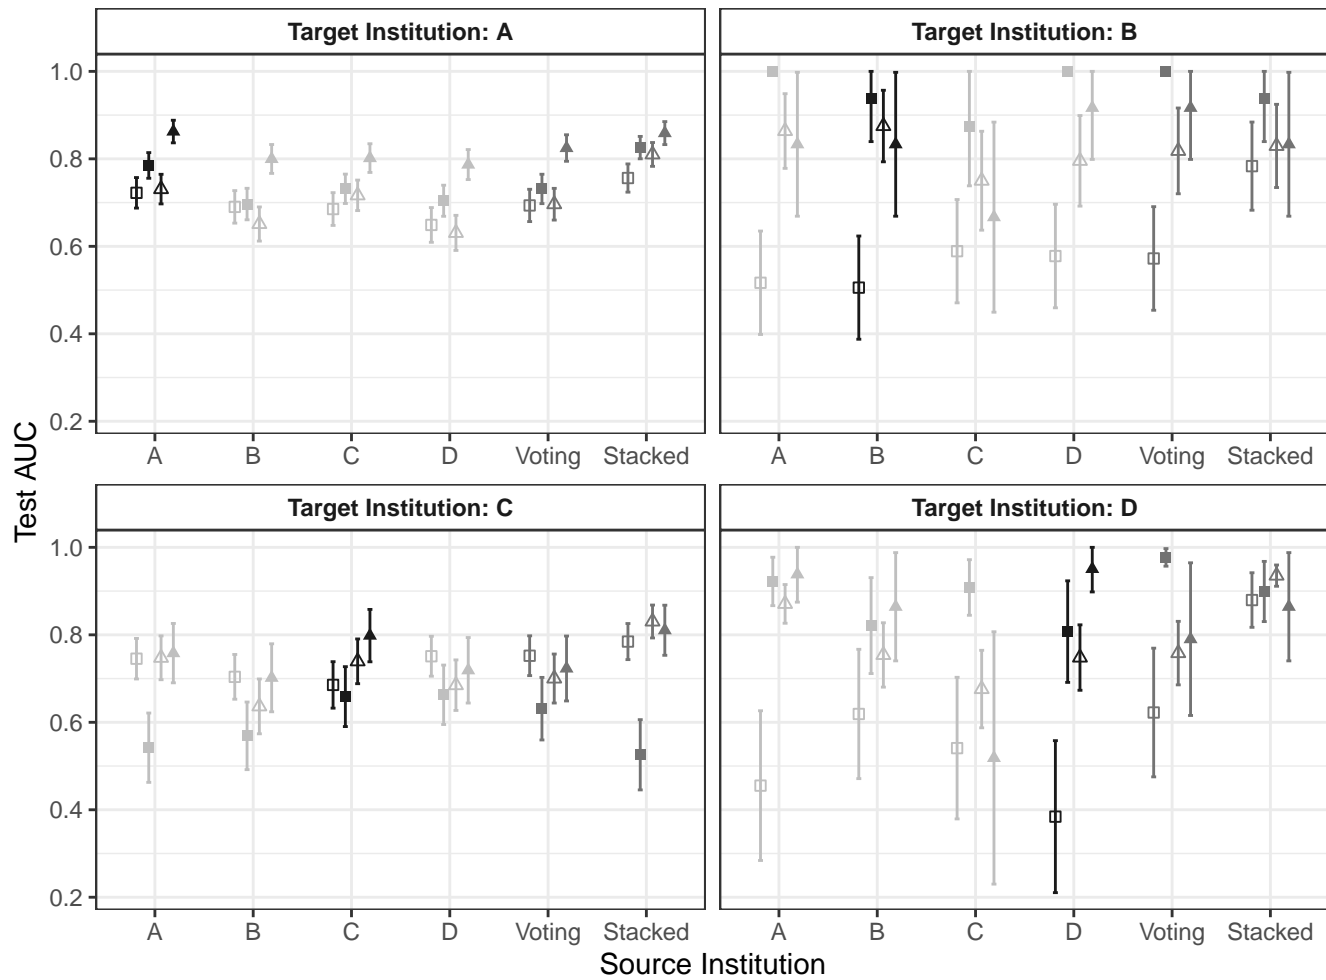 Target Institution: A
Target Institution: B
1.0
0.8
0.6
0.4
0.2
A B C D Voting Stacked
A B C D Voting Stacked
Test AUC
Target Institution: C
Target Institution: D
1.0
0.8
0.6
0.4
0.2
A B C D Voting Stacked
A B C D Voting Stacked
Source Institution